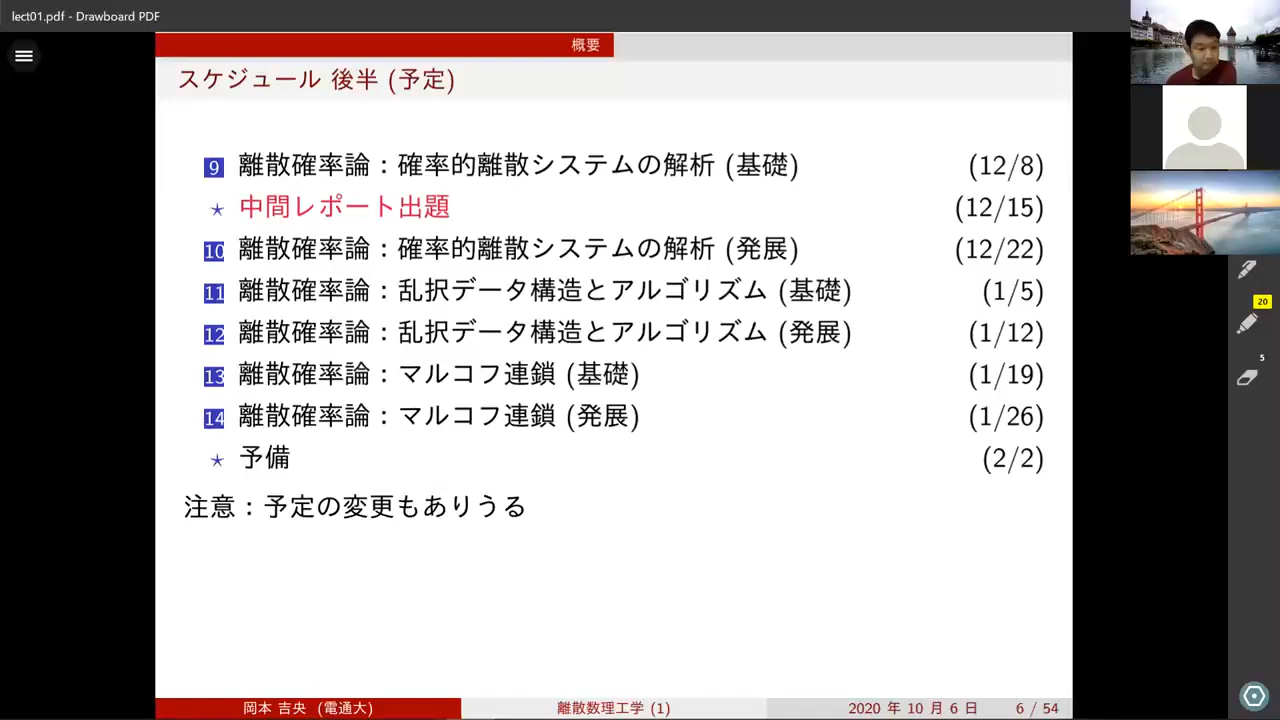 lect01.pdf - Drawboard PDF
概要
スケジュール 後半 (予定)
9 離散確率論：確率的離散システムの解析 (基礎) (12/8)
⋆ 中間レポート出題 (12/15)
10 離散確率論：確率的離散システムの解析 (発展) (12/22)
11 離散確率論：乱択データ構造とアルゴリズム (基礎) (1/5)
12 離散確率論：乱択データ構造とアルゴリズム (発展) (1/12)
13 離散確率論：マルコフ連鎖 (基礎) (1/19)
14 離散確率論：マルコフ連鎖 (発展) (1/26)
⋆ 予備 (2/2)
注意：予定の変更もありうる
20
5
岡本 吉央 (電通大) 離散数理工学 (1) 2020 年 10 月 6 日 6 / 54